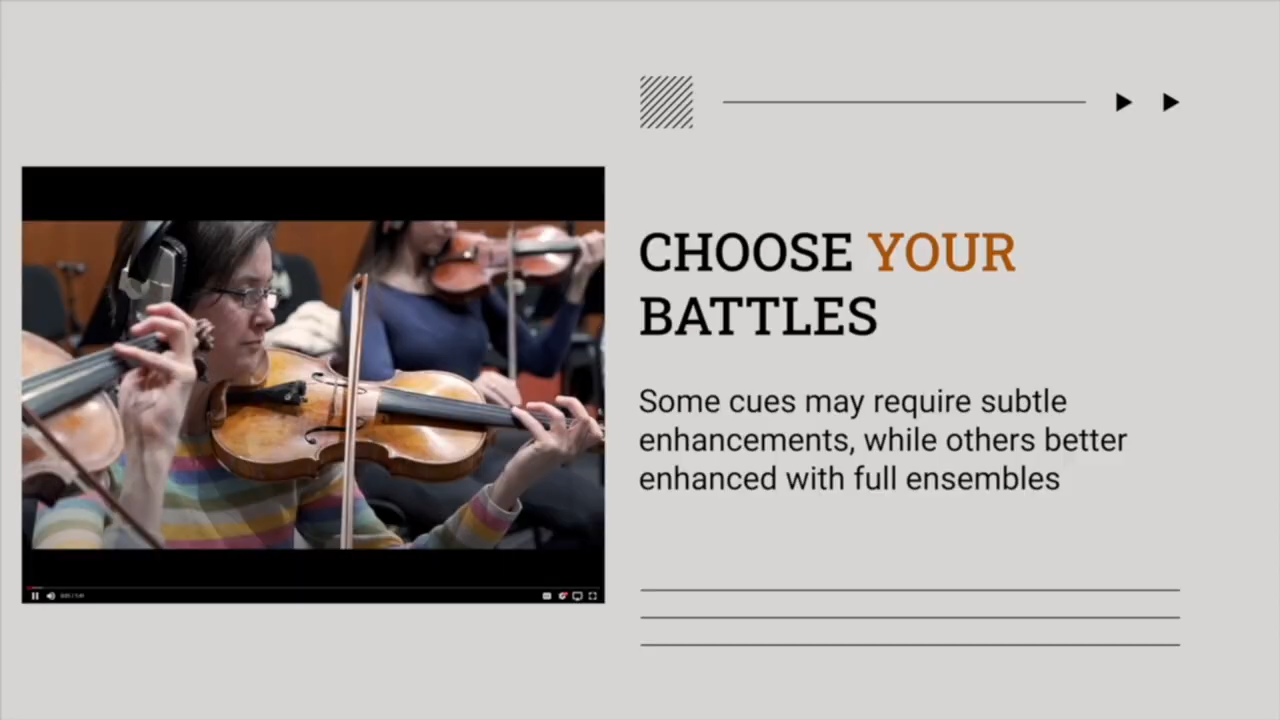 CHOOSE YOUR
BATTLES
Some cues may require subtle
enhancements, while others better
enhanced with full ensembles